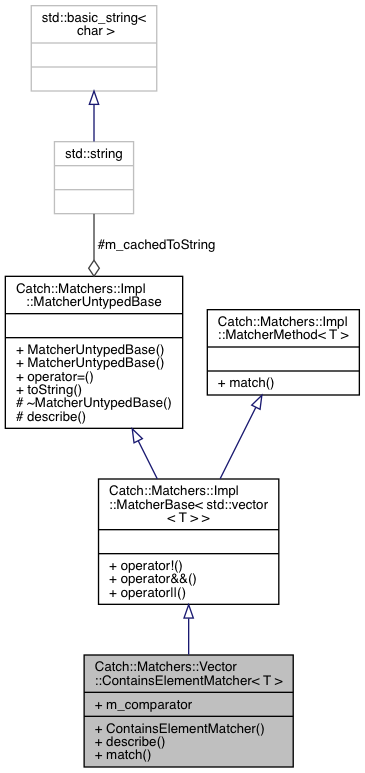 std::basic_string<
char >
std::string
#m_cachedToString
Catch::Matchers::Impl
::MatcherUntypedBase
+ MatcherUntypedBase()
+ MatcherUntypedBase()
+ operator=()
+ toString()
# ~MatcherUntypedBase()
# describe()
Catch::Matchers::Impl
::MatcherMethod< T >
+ match()
Catch::Matchers::Impl
::MatcherBase< std::vector
< T > >
+ operator!()
+ operator&&()
+ operator||()
Catch::Matchers::Vector
::ContainsElementMatcher< T >
+ m_comparator
+ ContainsElementMatcher()
+ describe()
+ match()